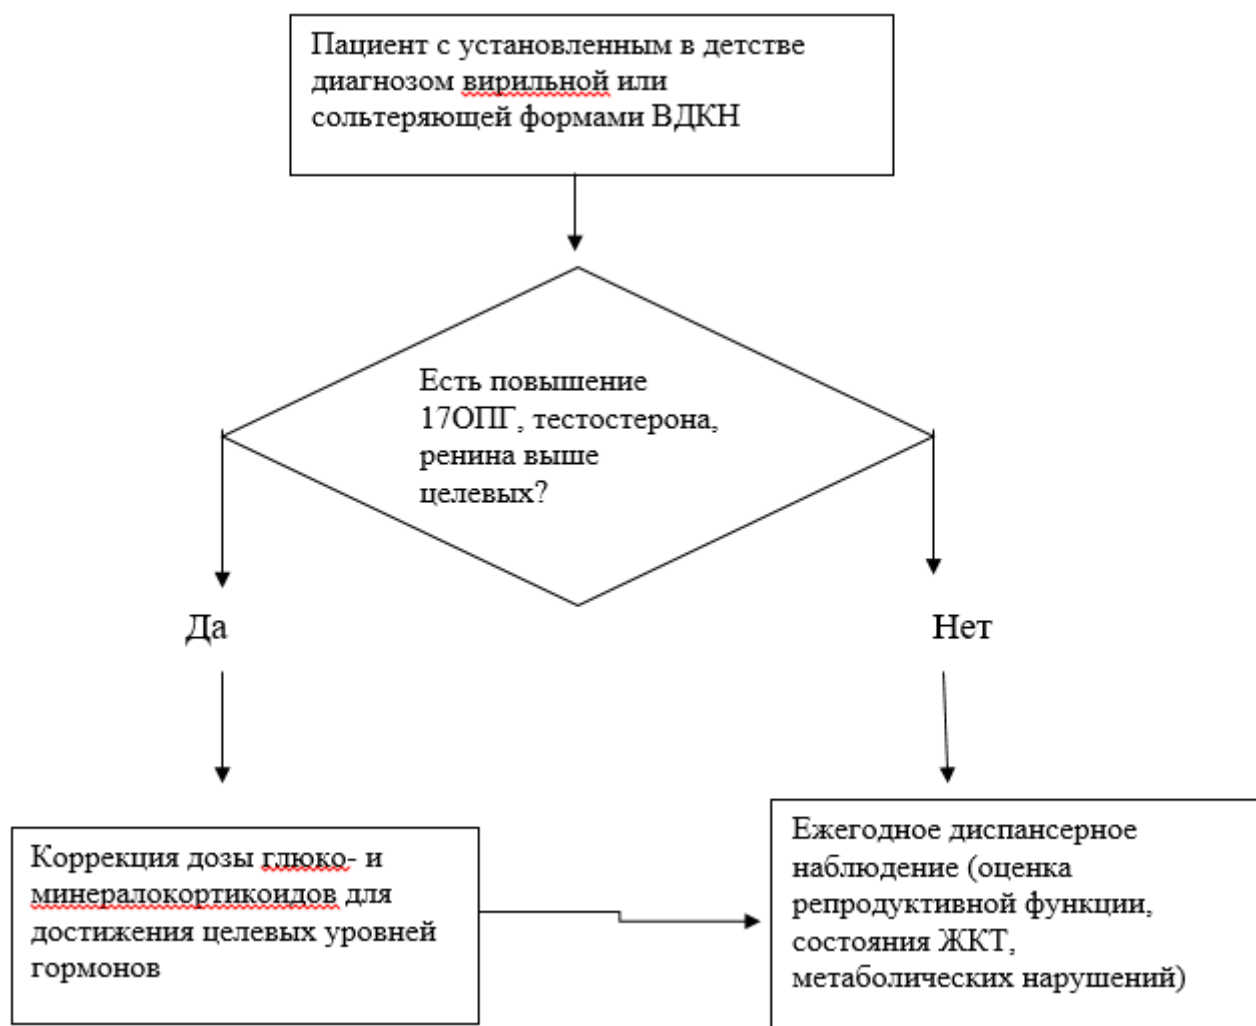 Пациент с установленным в детстве
диагнозом вирильной или
сольтеряющей формами ВДКН
Есть повышение
17ОПГ, тестостерона,
ренина выше
целевых?
Да
Нет
Коррекция дозы глюко- и
минералокортикоидов для
достижения целевых уровней
гормонов
Ежегодное диспансерное
наблюдение (оценка
репродуктивной функции,
состояния ЖКТ,
метаболических нарушений)